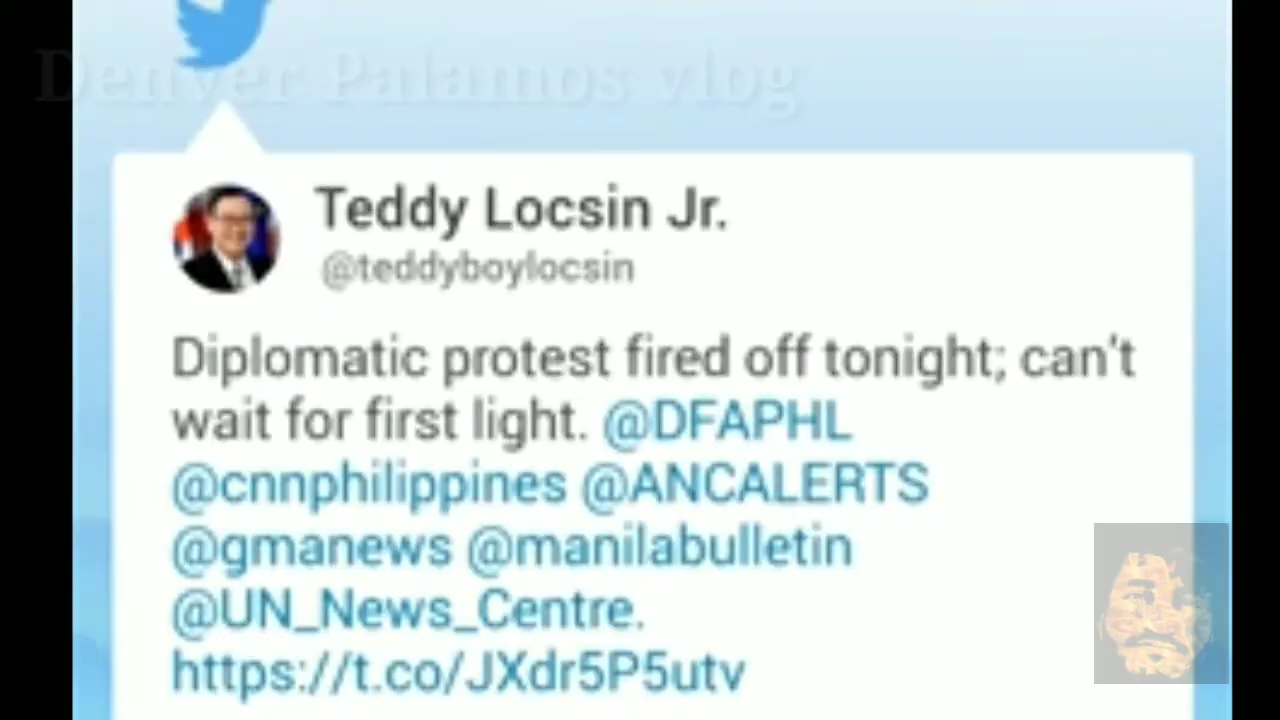 Denver Palamos vlog
Teddy Locsin Jr.
@teddyboylocsin
Diplomatic protest fired off tonight; can't
wait for first light. @DFAPHL
@cnnphilippines @ANCALERTS
@gmanews @manilabulletin
@UN_News_Centre.
https://t.co/JXdr5P5utv